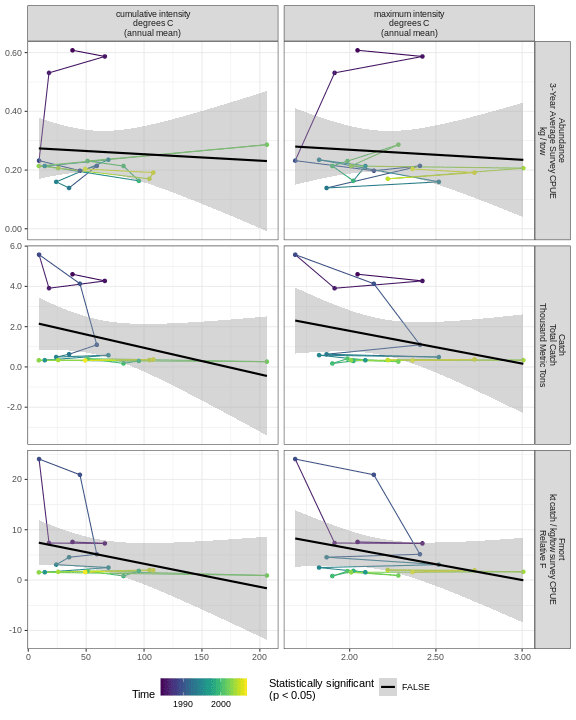 cumulative intensity
degrees C
(annual mean)
maximum intensity
degrees C
(annual mean)
0.60
0.40
0.20
0.00
Abundance
3-Year Average Survey CPUE
kg / tow
6.0
4.0
2.0
0.0
-2.0
Catch
Total Catch
Thousand Metric Tons
20
10
0
-10
Fmort
kt catch / kg/tow survey CPUE
Relative F
0
50
100
150
200
2.00
2.50
3.00
Time
1990
2000
Statistically significant
(p < 0.05)
FALSE